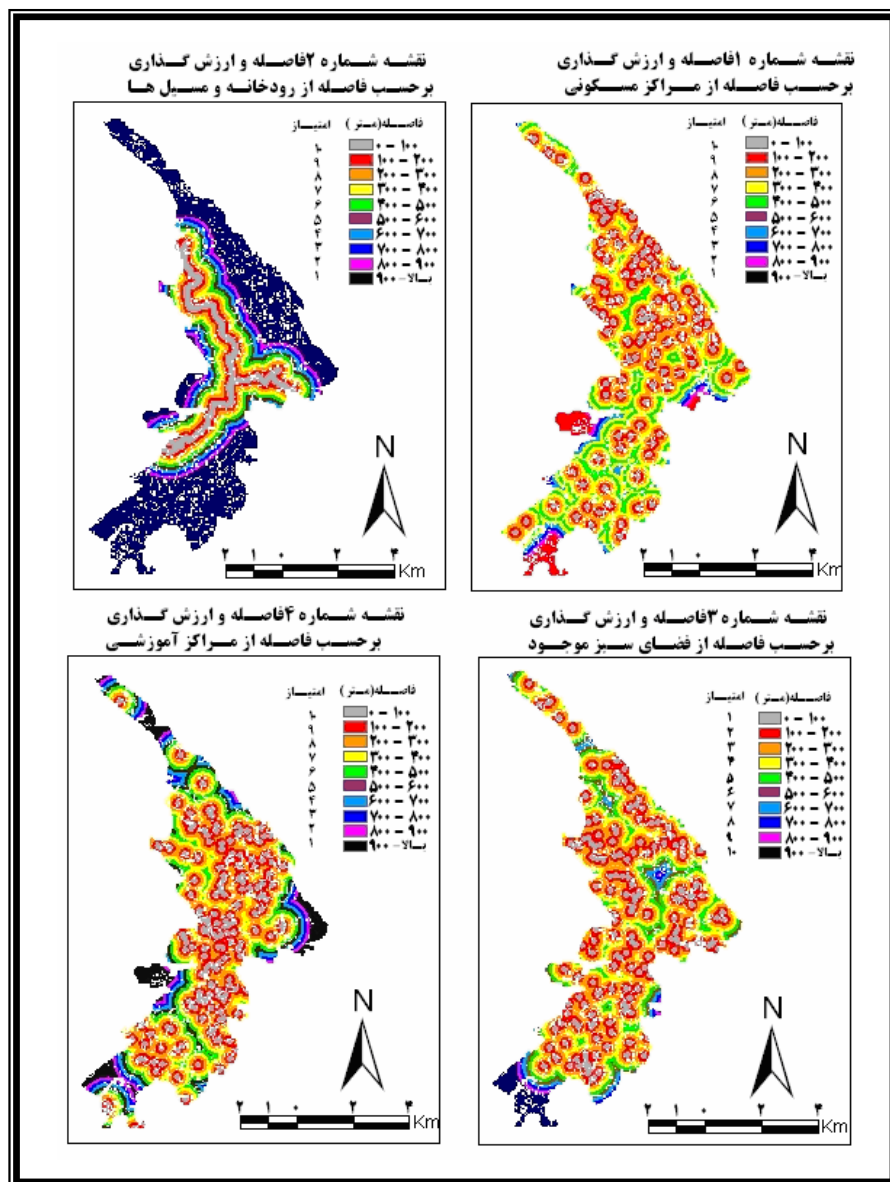 نقشه شماره ۱فاصله و ارزش گذاری
برحسب فاصله از مراکز مسکونی
امتیاز فاصله(متر)
۱۰ ۰ - ۱۰۰
۹ ۱۰۰ - ۲۰۰
۸ ۲۰۰ - ۳۰۰
۷ ۳۰۰ - ۴۰۰
۶ ۴۰۰ - ۵۰۰
۵ ۵۰۰ - ۶۰۰
۴ ۶۰۰ - ۷۰۰
۳ ۷۰۰ - ۸۰۰
۲ ۸۰۰ - ۹۰۰
۱ ۹۰۰ - بالا
N
۲ ۱ ۰ ۲ ۴
Km
نقشه شماره ۲فاصله و ارزش گذاری
برحسب فاصله از رودخانه و مسیل ها
امتیاز فاصله(متر)
۱۰ ۰ - ۱۰۰
۹ ۱۰۰ - ۲۰۰
۸ ۲۰۰ - ۳۰۰
۷ ۳۰۰ - ۴۰۰
۶ ۴۰۰ - ۵۰۰
۵ ۵۰۰ - ۶۰۰
۴ ۶۰۰ - ۷۰۰
۳ ۷۰۰ - ۸۰۰
۲ ۸۰۰ - ۹۰۰
۱ ۹۰۰ - بالا
N
۲ ۱ ۰ ۲ ۴
Km
نقشه شماره ۳فاصله و ارزش گذاری
برحسب فاصله از فضای سبز موجود
امتیاز فاصله(متر)
۱ ۰ - ۱۰۰
۲ ۱۰۰ - ۲۰۰
۳ ۲۰۰ - ۳۰۰
۴ ۳۰۰ - ۴۰۰
۵ ۴۰۰ - ۵۰۰
۶ ۵۰۰ - ۶۰۰
۷ ۶۰۰ - ۷۰۰
۸ ۷۰۰ - ۸۰۰
۹ ۸۰۰ - ۹۰۰
۱۰ ۹۰۰ - بالا
N
۲ ۱ ۰ ۲ ۴
Km
نقشه شماره ۴فاصله و ارزش گذاری
برحسب فاصله از مراکز آموزشی
امتیاز فاصله(متر)
۱۰ ۰ - ۱۰۰
۹ ۱۰۰ - ۲۰۰
۸ ۲۰۰ - ۳۰۰
۷ ۳۰۰ - ۴۰۰
۶ ۴۰۰ - ۵۰۰
۵ ۵۰۰ - ۶۰۰
۴ ۶۰۰ - ۷۰۰
۳ ۷۰۰ - ۸۰۰
۲ ۸۰۰ - ۹۰۰
۱ ۹۰۰ - بالا
N
۲ ۱ ۰ ۲ ۴
Km